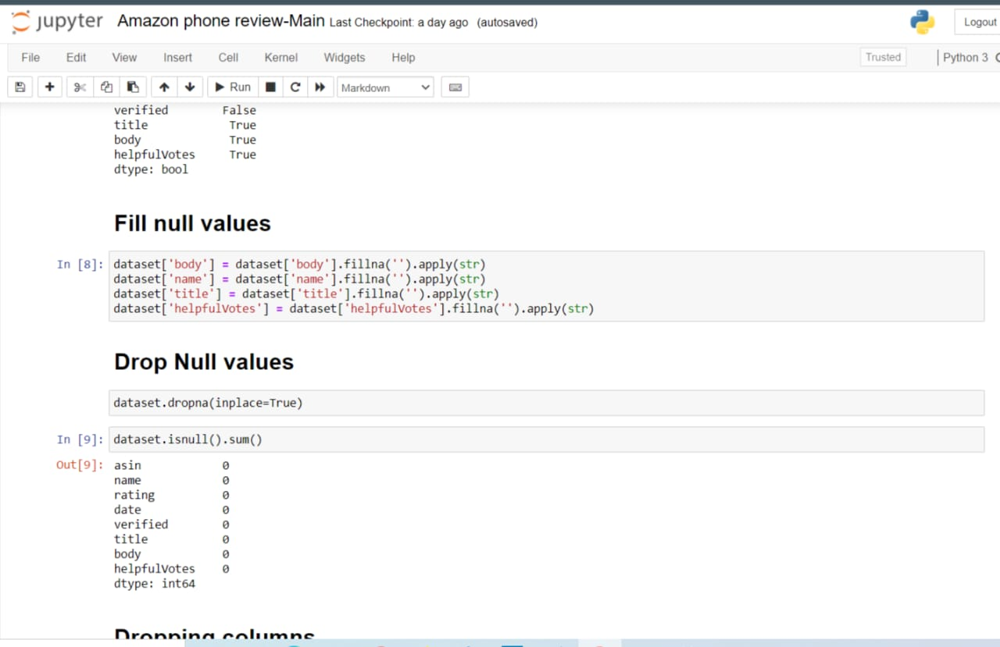 jupyter Amazon phone review-Main Last Checkpoint: a day ago (autosaved) Logout
File Edit View Insert Cell Kernel Widgets Help Trusted Python 3
Run Markdown
verified False
title True
body True
helpfulVotes True
dtype: bool
Fill null values
In [8]: dataset['body'] = dataset['body'].fillna('').apply(str)
dataset['name'] = dataset['name'].fillna('').apply(str)
dataset['title'] = dataset['title'].fillna('').apply(str)
dataset['helpfulVotes'] = dataset['helpfulVotes'].fillna('').apply(str)
Drop Null values
dataset.dropna(inplace=True)
In [9]: dataset.isnull().sum()
Out[9]: asin 0
name 0
rating 0
date 0
verified 0
title 0
body 0
helpfulVotes 0
dtype: int64
Dropping columns